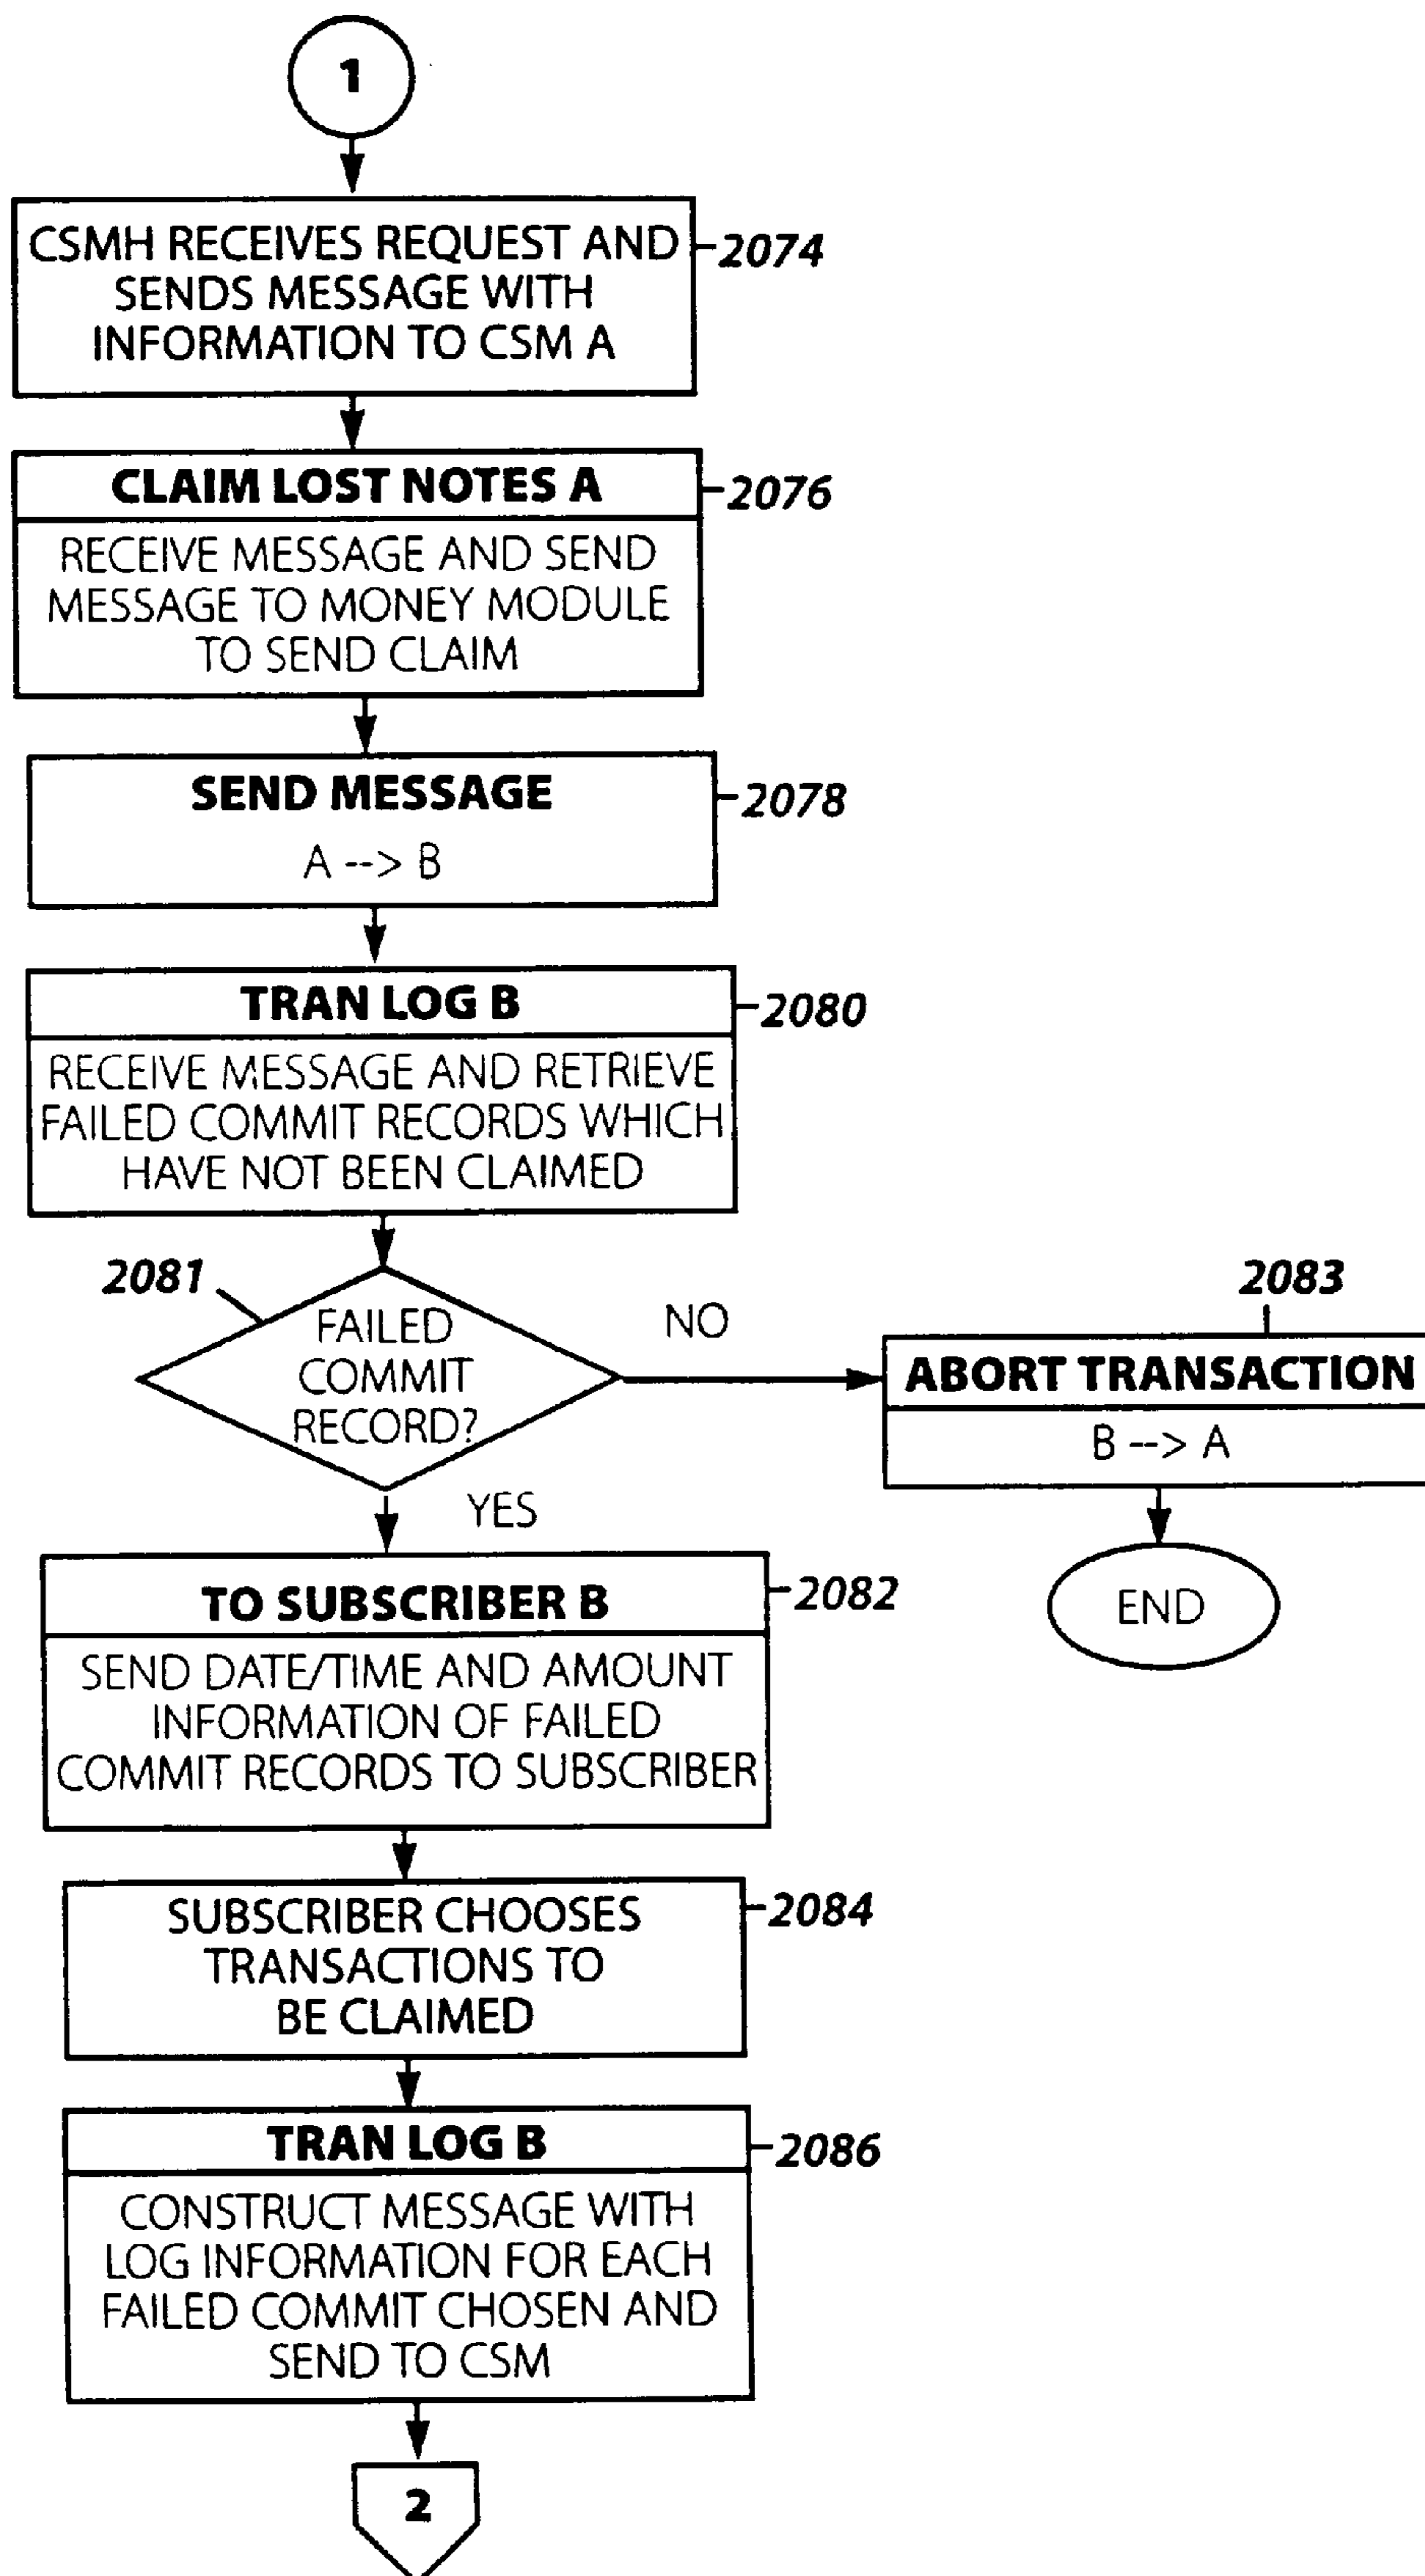 1
CSMH RECEIVES REQUEST AND
SENDS MESSAGE WITH
INFORMATION TO CSM A
2074
CLAIM LOST NOTES A
2076
RECEIVE MESSAGE AND SEND
MESSAGE TO MONEY MODULE
TO SEND CLAIM
SEND MESSAGE
2078
A --> B
TRAN LOG B
2080
RECEIVE MESSAGE AND RETRIEVE
FAILED COMMIT RECORDS WHICH
HAVE NOT BEEN CLAIMED
2081
FAILED
COMMIT
RECORD?
NO
2083
ABORT TRANSACTION
B --> A
END
YES
TO SUBSCRIBER B
2082
SEND DATE/TIME AND AMOUNT
INFORMATION OF FAILED
COMMIT RECORDS TO SUBSCRIBER
SUBSCRIBER CHOOSES
TRANSACTIONS TO
BE CLAIMED
2084
TRAN LOG B
2086
CONSTRUCT MESSAGE WITH
LOG INFORMATION FOR EACH
FAILED COMMIT CHOSEN AND
SEND TO CSM
2